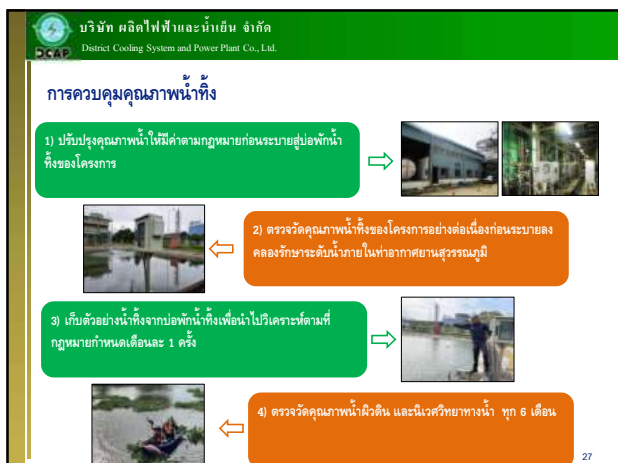 บริษัท ผลิตไฟฟ้าและน้ำเย็น จำกัด
DCAP
District Cooling System and Power Plant Co., Ltd.
การควบคุมคุณภาพน้ำทิ้ง
1) ปรับปรุงคุณภาพน้ำให้มีค่าตามกฎหมายก่อนระบายสู่บ่อพักน้ำ
ทิ้งของโครงการ
2) ตรวจวัดคุณภาพน้ำทิ้งของโครงการอย่างต่อเนื่องก่อนระบายลง
คลองรักษาระดับน้ำภายในท่าอากาศยานสุวรรณภูมิ
3) เก็บตัวอย่างน้ำทิ้งจากบ่อพักน้ำทิ้งเพื่อนำไปวิเคราะห์ตามที่
กฎหมายกำหนดเดือนละ 1 ครั้ง
4) ตรวจวัดคุณภาพน้ำผิวดิน และนิเวศวิทยาทางน้ำ ทุก 6 เดือน
27